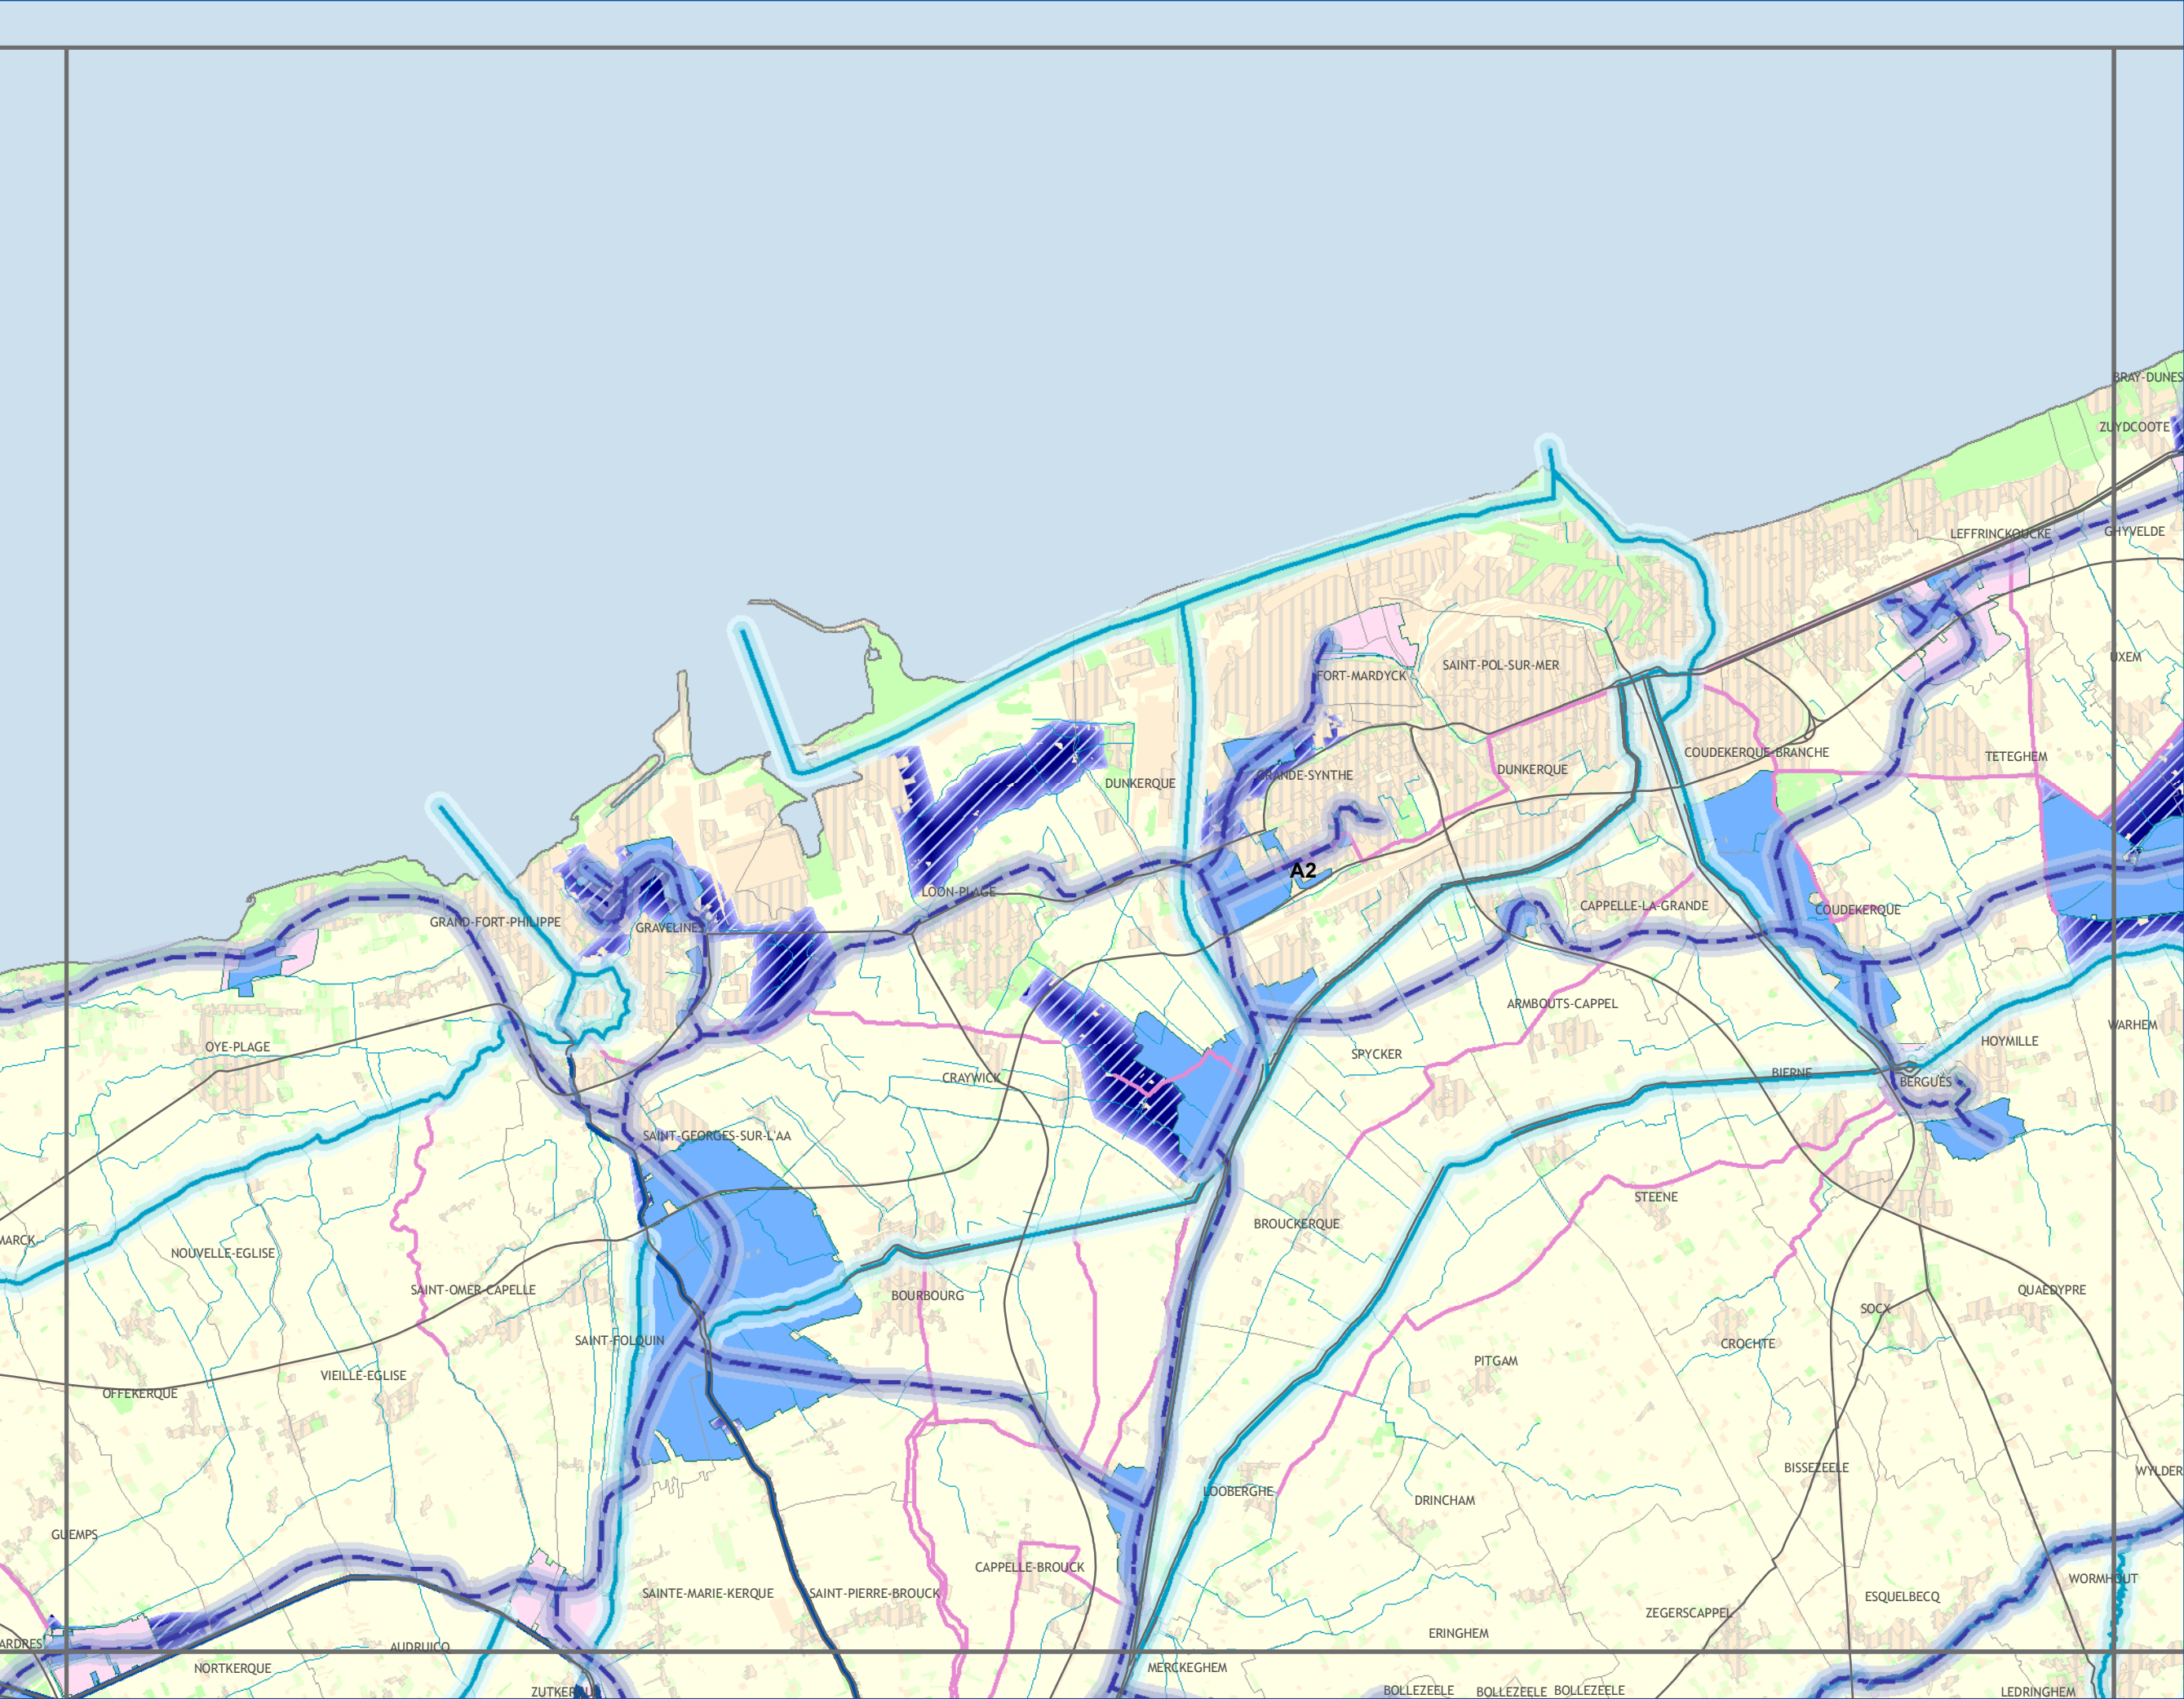 BRAY-DUNES
ZUYDCOOTE
LEFFRINCKOUCKE
GHYVELDE
UXEM
SAINT-POL-SUR-MER
FORT-MARDYCK
COUDEKERQUE-BRANCHE
TETEGHEM
DUNKERQUE
GRANDE-SYNTHE
DUNKERQUE
A2
LOON-PLAGE
CAPPELLE-LA-GRANDE
COUDEKERQUE
GRAND-FORT-PHILIPPE
GRAVELINES
ARMBOUTS-CAPPEL
WARHEM
HOYMILLE
OYE-PLAGE
SPYCKER
CRAYWICK
BIERNE
BERGUES
SAINT-GEORGES-SUR-L'AA
STEENE
BROUCKERQUE
MARCK
NOUVELLE-EGLISE
SAINT-OMER-CAPELLE
BOURBOURG
QUAEDYPRE
SOCX
SAINT-FOLQUIN
CROCHTE
PITGAM
VIEILLE-EGLISE
OFFEKERQUE
BISSEZEELE
WYLDER
LOOBERGHE
DRINCHAM
GUEMPS
CAPPELLE-BROUCK
WORMHOUT
SAINTE-MARIE-KERQUE
SAINT-PIERRE-BROUCK
ESQUELBECQ
ZEGERSCAPPEL
ERINGHEM
ARDRES
AUDRUICQ
NORTKERQUE
MERCKEGHEM
BOLLEZEELE
BOLLEZEELE
BOLLEZEELE
LEDRINGHEM